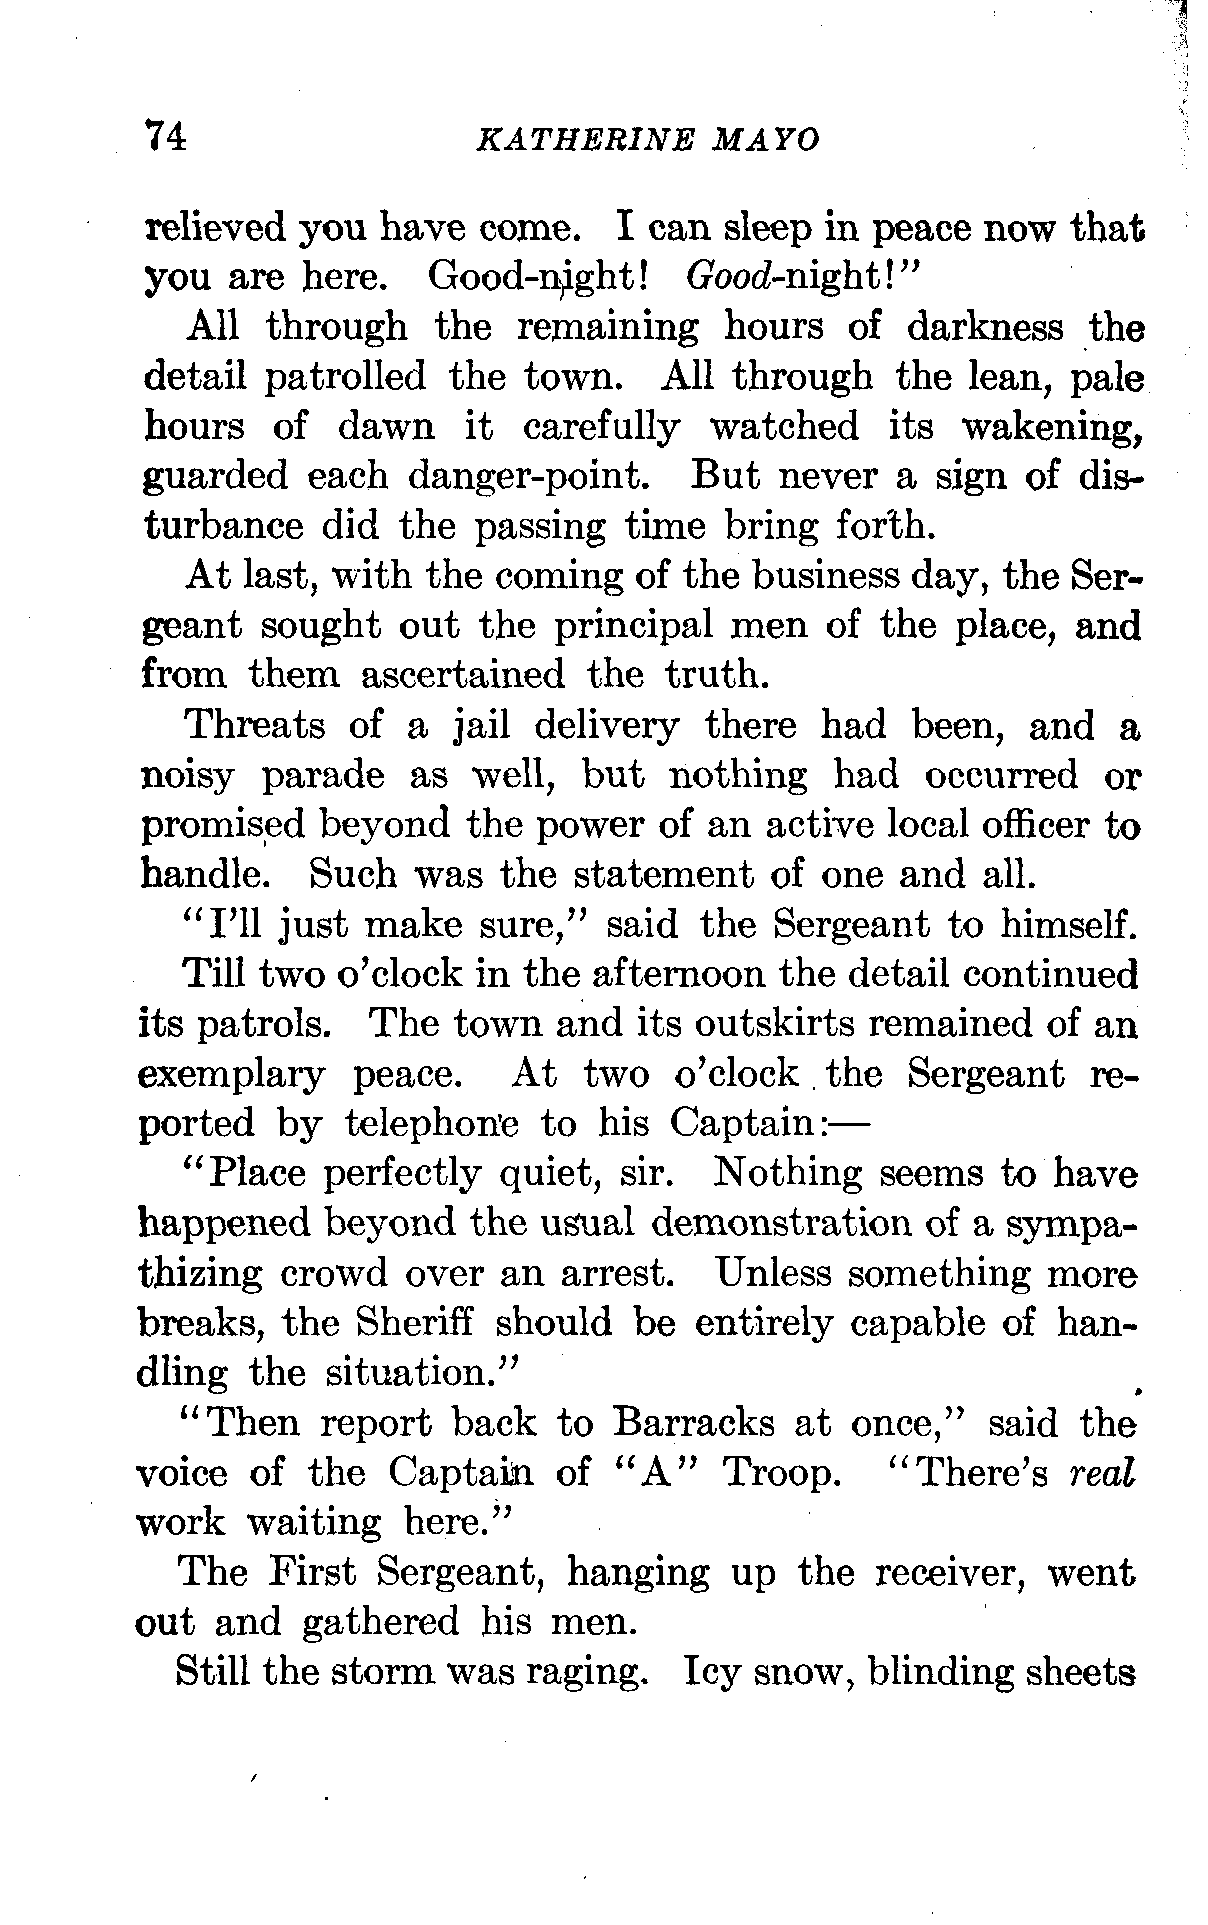 74 KATHERINE MAYO
relieved you have come. I can sleep in peace now that
you are here. Good-night! Good-night!”
All through the remaining hours of darkness the
detail patrolled the town. All through the lean, pale
hours of dawn it carefully watched its wakening,
guarded each danger-point. But never a sign of dis-
turbance did the passing time bring forth.
At last, with the coming of the business day, the Ser-
geant sought out the principal men of the place, and
from them ascertained the truth.
Threats of a jail delivery there had been, and a
noisy parade as well, but nothing had occurred or
promised beyond the power of an active local officer to
handle. Such was the statement of one and all.
“I’ll just make sure,” said the Sergeant to himself.
Till two o’clock in the afternoon the detail continued
its patrols. The town and its outskirts remained of an
exemplary peace. At two o’clock the Sergeant re-
ported by telephone to his Captain:—
“Place perfectly quiet, sir. Nothing seems to have
happened beyond the usual demonstration of a sympa-
thizing crowd over an arrest. Unless something more
breaks, the Sheriff should be entirely capable of han-
dling the situation.”
“Then report back to Barracks at once,” said the
voice of the Captain of “A” Troop. “There’s real
work waiting here.”
The First Sergeant, hanging up the receiver, went
out and gathered his men.
Still the storm was raging. Icy snow, blinding sheets